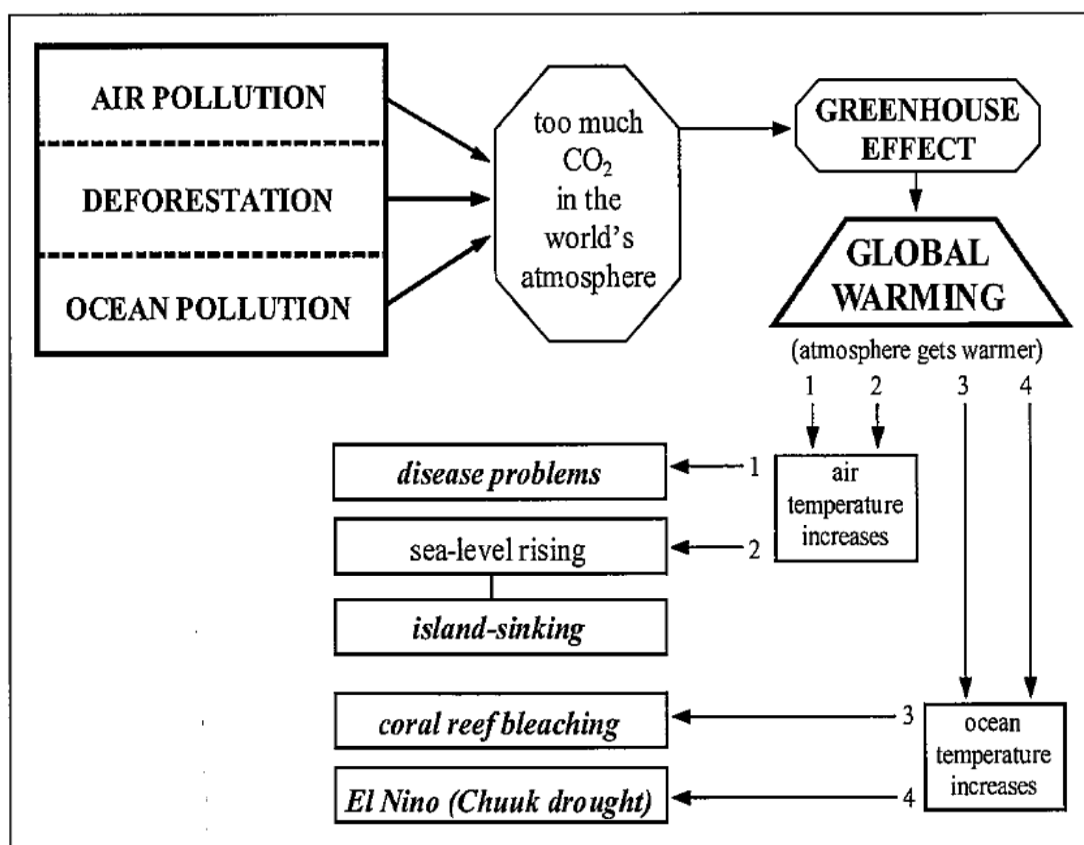 AIR POLLUTION
DEFORESTATION
OCEAN POLLUTION
too much
CO₂
in the
world's
atmosphere
GREENHOUSE
EFFECT
GLOBAL
WARMING
(atmosphere gets warmer)
1 2 3 4
air
temperature
increases
1
disease problems
2
sea-level rising
island-sinking
ocean
temperature
increases
3
coral reef bleaching
4
El Nino (Chuuk drought)